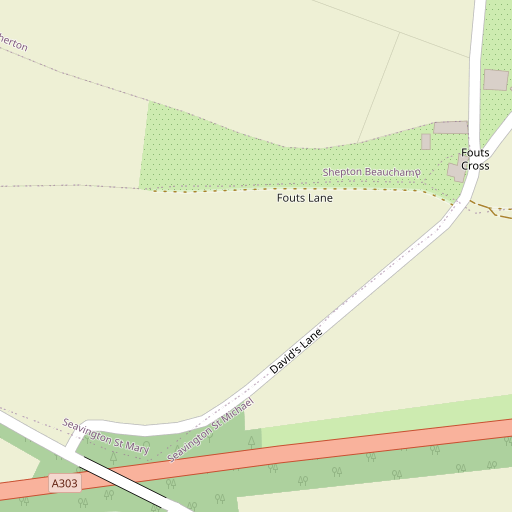 herton
Fouts
Cross
Shepton Beauchamp
Fouts Lane
David's Lane
Seavington St Michael
Seavington St Mary
A303